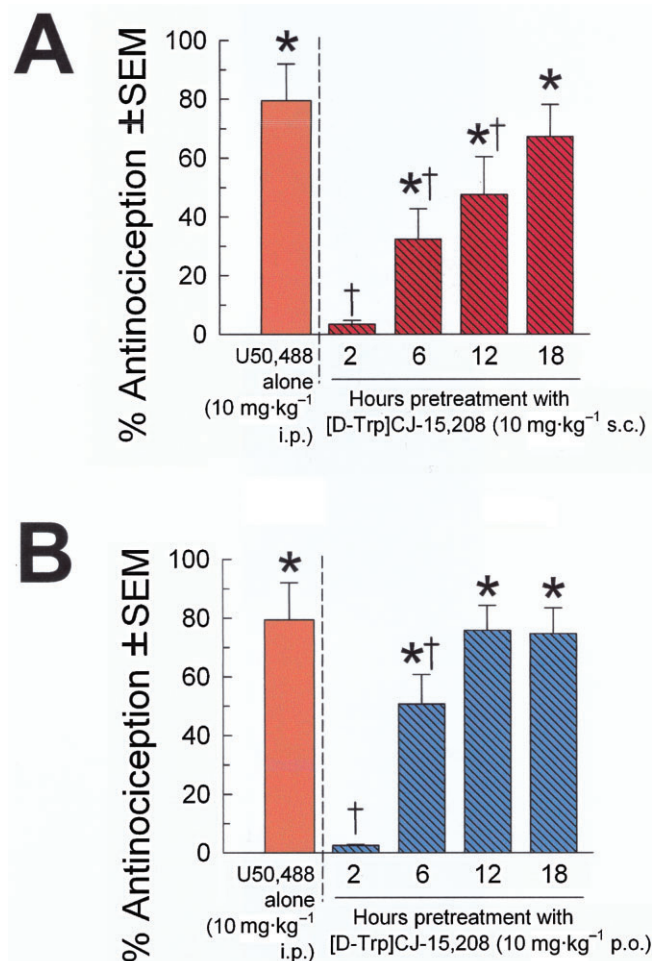 A
% Antinociception ±SEM
100
80
60
40
20
0
*
†
*†
*†
*
U50,488
alone
(10 mg·kg⁻¹
i.p.)
2 6 12 18
Hours pretreatment with
[D-Trp]CJ-15,208 (10 mg·kg⁻¹ s.c.)
B
% Antinociception ±SEM
100
80
60
40
20
0
*
†
*†
*
*
U50,488
alone
(10 mg·kg⁻¹
i.p.)
2 6 12 18
Hours pretreatment with
[D-Trp]CJ-15,208 (10 mg·kg⁻¹ p.o.)